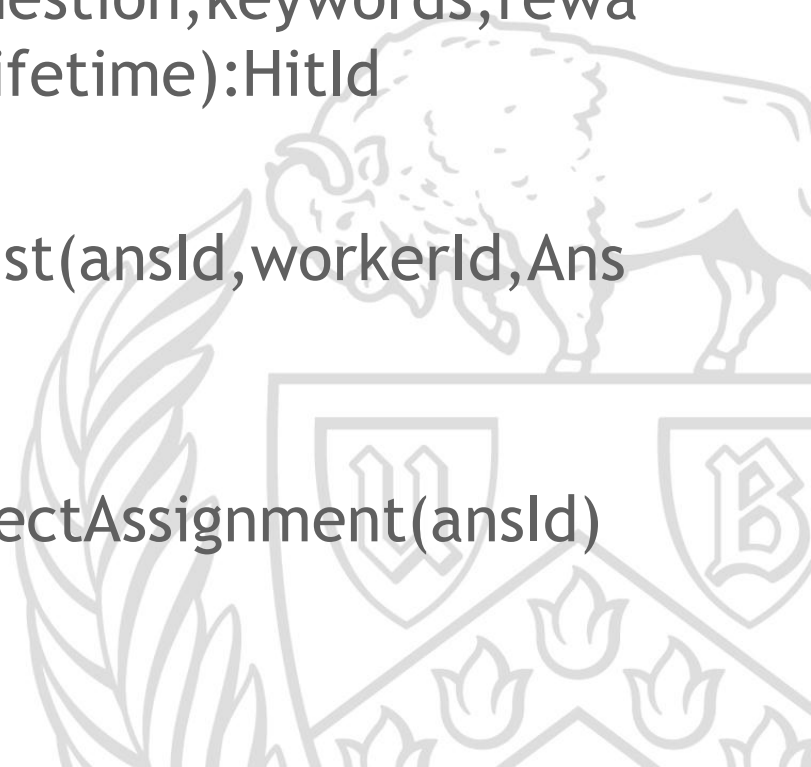 estion,keywords,rewa
ifetime):HitId
st(ansId,workerId,Ans
ectAssignment(ansId)
U B